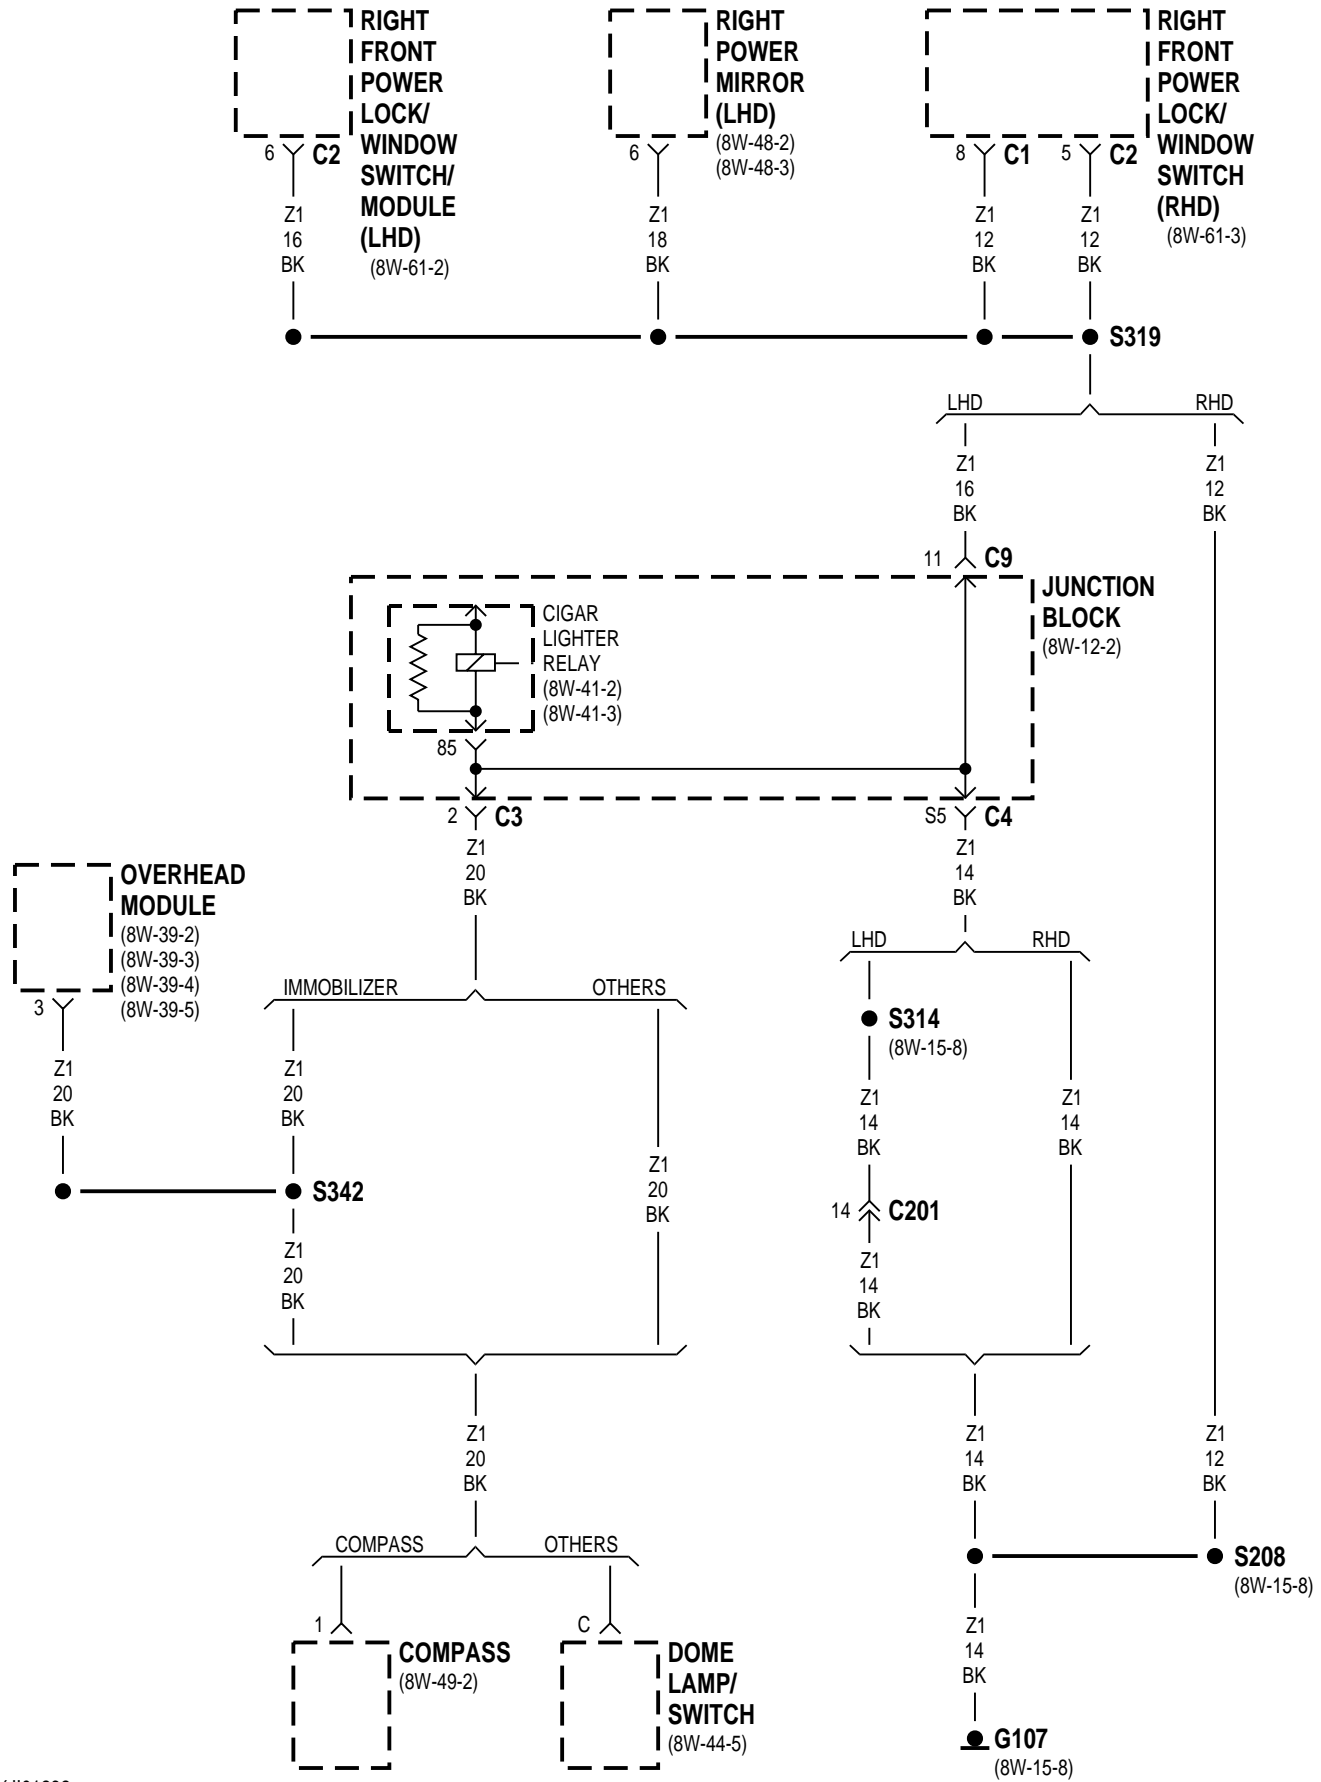 RIGHT
FRONT
POWER
LOCK/
WINDOW
SWITCH/
MODULE
(LHD)
(8W-61-2)
6
C2
Z1
16
BK
RIGHT
POWER
MIRROR
(LHD)
(8W-48-2)
(8W-48-3)
6
Z1
18
BK
RIGHT
FRONT
POWER
LOCK/
WINDOW
SWITCH
(RHD)
(8W-61-3)
8
C1
5
C2
Z1
12
BK
Z1
12
BK
S319
LHD
RHD
Z1
16
BK
Z1
12
BK
11
C9
JUNCTION
BLOCK
(8W-12-2)
CIGAR
LIGHTER
RELAY
(8W-41-2)
(8W-41-3)
85
2
C3
S5
C4
Z1
20
BK
Z1
14
BK
OVERHEAD
MODULE
(8W-39-2)
(8W-39-3)
(8W-39-4)
(8W-39-5)
3
Z1
20
BK
IMMOBILIZER
OTHERS
Z1
20
BK
S342
Z1
20
BK
Z1
20
BK
LHD
RHD
S314
(8W-15-8)
Z1
14
BK
Z1
14
BK
14
C201
Z1
14
BK
Z1
20
BK
Z1
14
BK
Z1
12
BK
COMPASS
OTHERS
S208
(8W-15-8)
1
COMPASS
(8W-49-2)
C
DOME
LAMP/
SWITCH
(8W-44-5)
Z1
14
BK
G107
(8W-15-8)